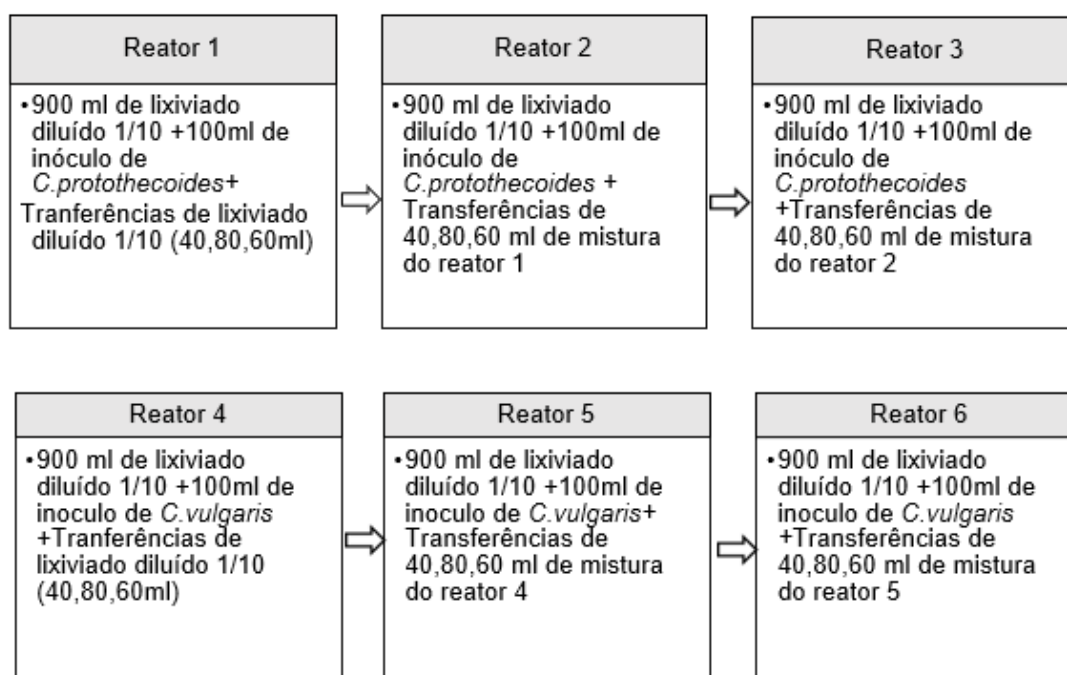 Reator 1
•900 ml de lixiviado
diluído 1/10 +100ml de
inóculo de
C.protothecoides+
Tranferências de lixiviado
diluído 1/10 (40,80,60ml)
Reator 2
•900 ml de lixiviado
diluído 1/10 +100ml de
inóculo de
C.protothecoides +
Transferências de
40,80,60 ml de mistura
do reator 1
Reator 3
•900 ml de lixiviado
diluído 1/10 +100ml de
inóculo de
C.protothecoides
+Transferências de
40,80,60 ml de mistura
do reator 2
Reator 4
•900 ml de lixiviado
diluído 1/10 +100ml de
inoculo de C.vulgaris
+Tranferências de
lixiviado diluído 1/10
(40,80,60ml)
Reator 5
•900 ml de lixiviado
diluído 1/10 +100ml de
inoculo de C.vulgaris+
Transferências de
40,80,60 ml de mistura
do reator 4
Reator 6
•900 ml de lixiviado
diluído 1/10 +100ml de
inoculo de C.vulgaris
+Transferências de
40,80,60 ml de mistura
do reator 5